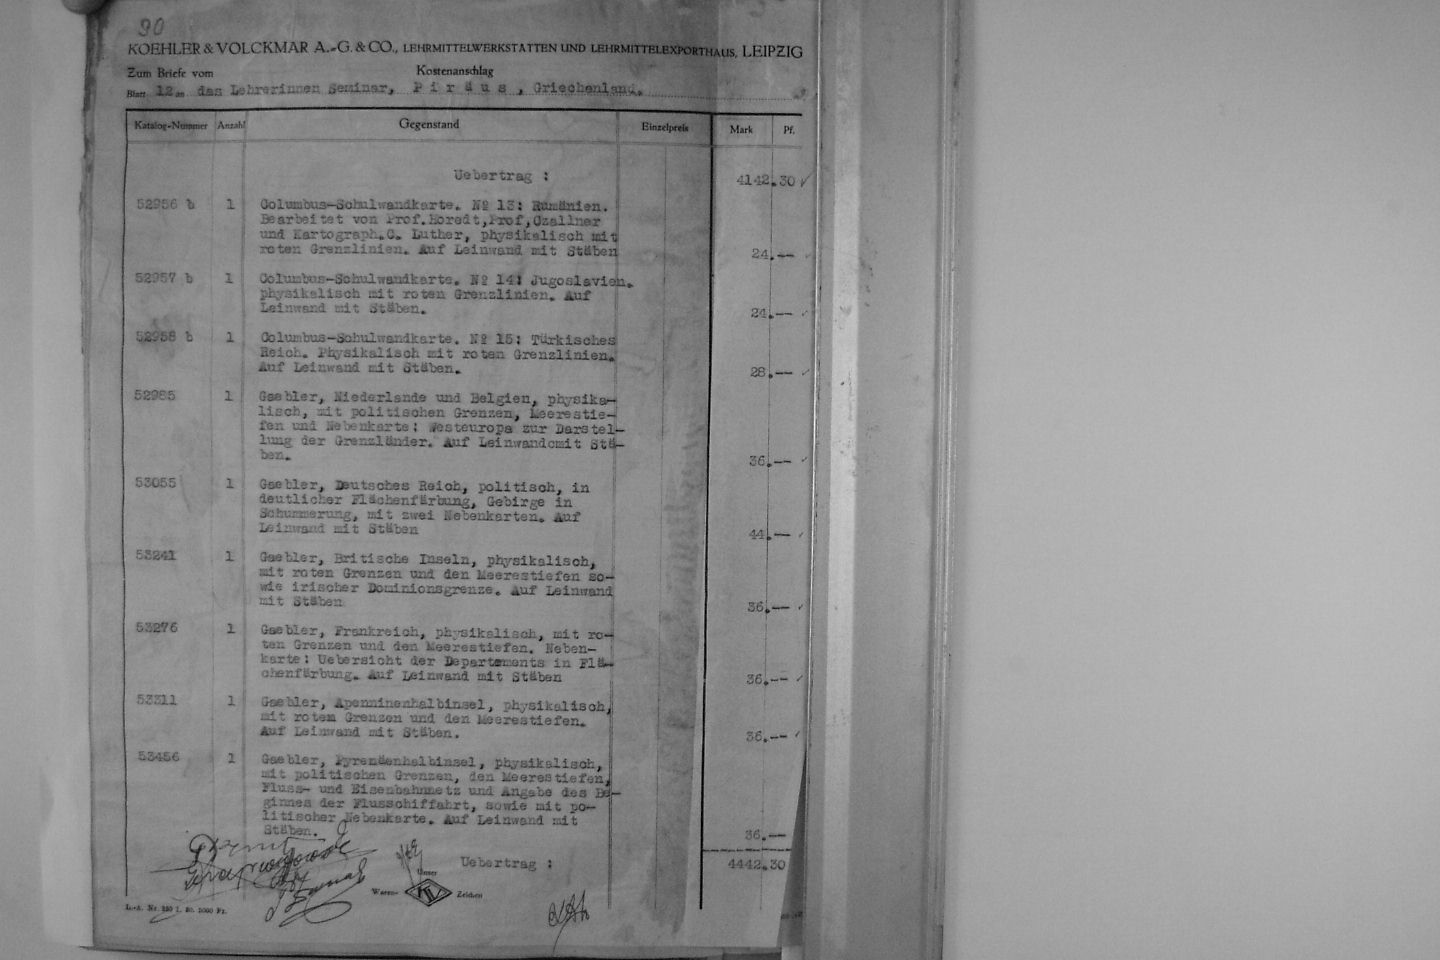 90
KOEHLER & VOLCKMAR A.-G. & CO., LEHRMITTELWERKSTATTEN UND LEHRMITTELEXPORTHAUS, LEIPZIG
Zum Briefe vom Kostenanschlag
Blatt 12 an das Lehrerinnen Seminar, P i r ä u s , Griechenland.
Katalog-Nummer Anzahl Gegenstand Einzelpreis Mark Pf.
Uebertrag : 4142.30
52956 b 1 Columbus-Schulwandkarte. Nº 13: Rumänien.
Bearbeitet von Prof.Horedt,Prof,Czallner
und Kartograph.C. Luther, physikalisch mit
roten Grenzlinien. Auf Leinwand mit Stäben 24.--
52957 b 1 Columbus-Schulwandkarte. Nº 14: Jugoslavien.
physikalisch mit roten Grenzlinien. Auf
Leinwand mit Stäben. 24.--
52958 b 1 Columbus-Schulwandkarte. Nº 15: Türkisches
Reich. Physikalisch mit roten Grenzlinien.
Auf Leinwand mit Stäben. 28.--
52985 1 Gaebler, Niederlande und Belgien, physika-
lisch, mit politischen Grenzen, Meerestie-
fen und Nebenkarte: Westeuropa zur Darstel-
lung der Grenzländer. Auf Leinwandcmit Stä-
ben. 36.--
53055 1 Gaebler, Deutsches Reich, politisch, in
deutlicher Flächenfärbung, Gebirge in
Schummerung, mit zwei Nebenkarten. Auf
Leinwand mit Stäben 44.--
53241 1 Gaebler, Britische Inseln, physikalisch,
mit roten Grenzen und den Meerestiefen so-
wie irischer Dominionsgrenze. Auf Leinwand
mit Stäben 36.--
53276 1 Gaebler, Frankreich, physikalisch, mit ro-
ten Grenzen und den Meerestiefen. Neben-
karte: Uebersicht der Departements in Flä-
chenfärbung. Auf Leinwand mit Stäben 36.--
53311 1 Gaebler, Apenninenhalbinsel, physikalisch,
mit roten Grenzen und den Meerestiefen.
Auf Leinwand mit Stäben. 36.--
53456 1 Gaebler, Pyrenäenhalbinsel, physikalisch,
mit politischen Grenzen, den Meerestiefen,
Fluss- und Eisenbahnnetz und Angabe des Be-
ginnes der Flusschiffahrt, sowie mit po-
litischer Nebenkarte. Auf Leinwand mit
Stäben. 36.--
Uebertrag : 4442.30
Unser
Waren- KV Zeichen